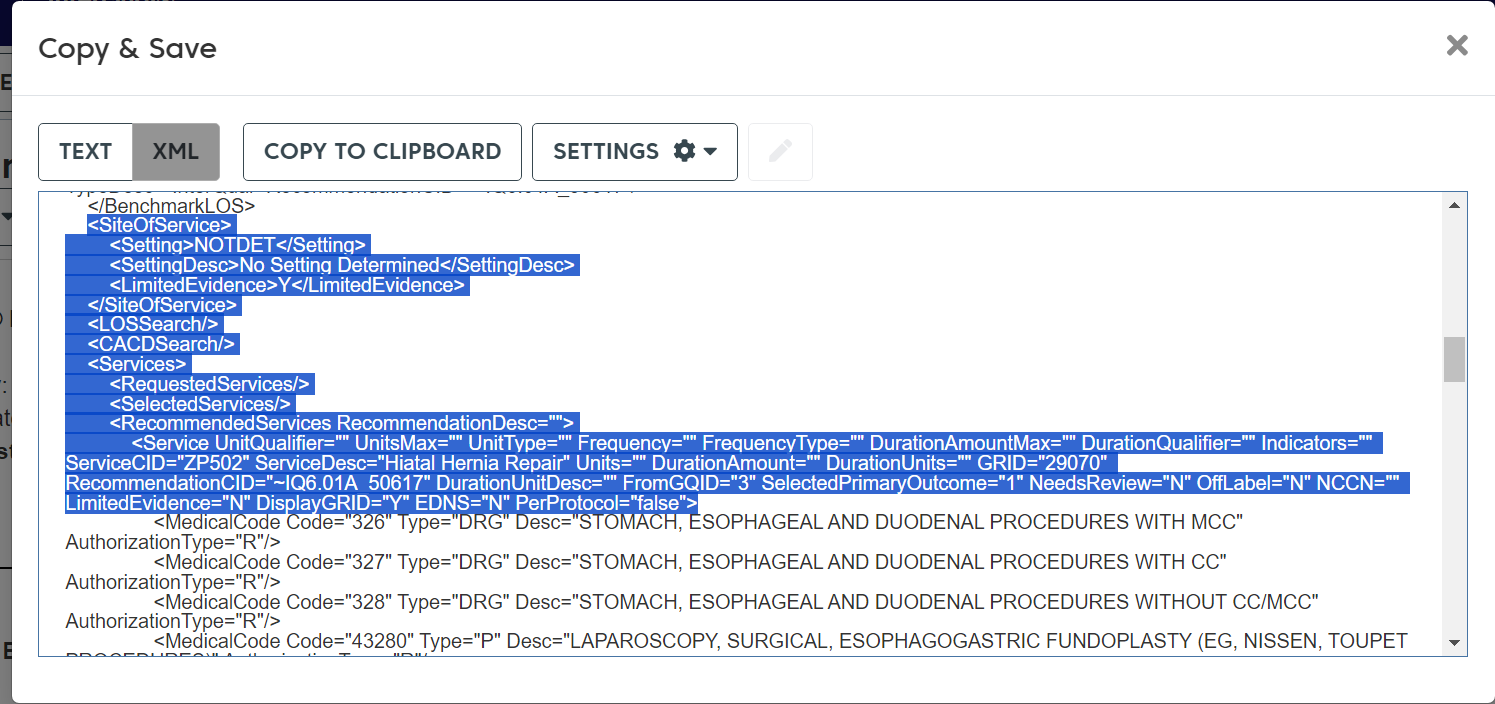 Copy & Save
TEXT XML COPY TO CLIPBOARD SETTINGS
</BenchmarkLOS>
<SiteOfService>
<Setting>NOTDET</Setting>
<SettingDesc>No Setting Determined</SettingDesc>
<LimitedEvidence>Y</LimitedEvidence>
</SiteOfService>
<LOSSearch/>
<CACDSearch/>
<Services>
<RequestedServices/>
<SelectedServices/>
<RecommendedServices RecommendationDesc="">
<Service UnitQualifier="" UnitsMax="" UnitType="" Frequency="" FrequencyType="" DurationAmountMax="" DurationQualifier="" Indicators=""
ServiceCID="ZP502" ServiceDesc="Hiatal Hernia Repair" Units="" DurationAmount="" DurationUnits="" GRID="29070"
RecommendationCID="~IQ6.01A_50617" DurationUnitDesc="" FromGQID="3" SelectedPrimaryOutcome="1" NeedsReview="N" OffLabel="N" NCCN=""
LimitedEvidence="N" DisplayGRID="Y" EDNS="N" PerProtocol="false">
<MedicalCode Code="326" Type="DRG" Desc="STOMACH, ESOPHAGEAL AND DUODENAL PROCEDURES WITH MCC"
AuthorizationType="R"/>
<MedicalCode Code="327" Type="DRG" Desc="STOMACH, ESOPHAGEAL AND DUODENAL PROCEDURES WITH CC"
AuthorizationType="R"/>
<MedicalCode Code="328" Type="DRG" Desc="STOMACH, ESOPHAGEAL AND DUODENAL PROCEDURES WITHOUT CC/MCC"
AuthorizationType="R"/>
<MedicalCode Code="43280" Type="P" Desc="LAPAROSCOPY, SURGICAL, ESOPHAGOGASTRIC FUNDOPLASTY (EG, NISSEN, TOUPET